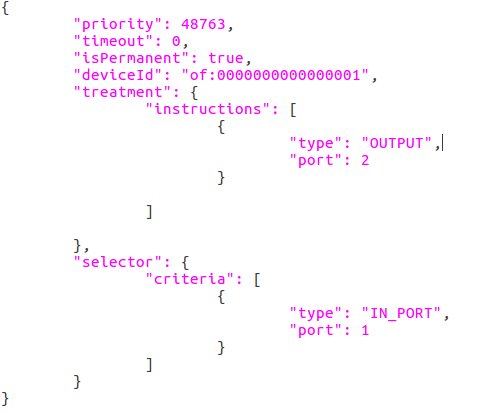 {
"priority": 48763,
"timeout": 0,
"isPermanent": true,
"deviceId": "of:0000000000000001",
"treatment": {
"instructions": [
{
"type": "OUTPUT",
"port": 2
}
]
},
"selector": {
"criteria": [
{
"type": "IN_PORT",
"port": 1
}
]
}
}